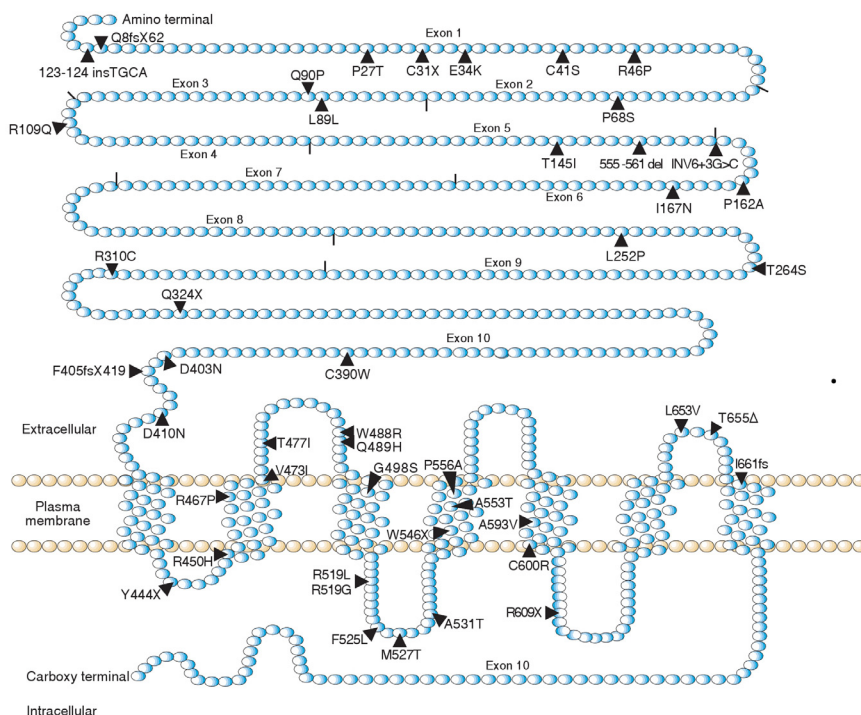 Amino terminal
Q8fsX62
Exon 1
123-124 insTGCA
P27T
C31X
E34K
C41S
R46P
Exon 3
Q90P
Exon 2
L89L
P68S
R109Q
Exon 5
Exon 4
T145I
555-561 del
INV6+3G>C
Exon 7
Exon 6
I167N
P162A
Exon 8
L252P
R310C
Exon 9
T264S
Q324X
Exon 10
F405fsX419
D403N
C390W
D410N
Extracellular
T477I
W488R
Q489H
L653V
T655Δ
V473I
G498S
P556A
I661fs
R467P
Plasma
membrane
A553T
A593V
W546X
R450H
C600R
Y444X
R519L
R519G
R609X
F525L
A531T
M527T
Carboxy terminal
Exon 10
Intracellular